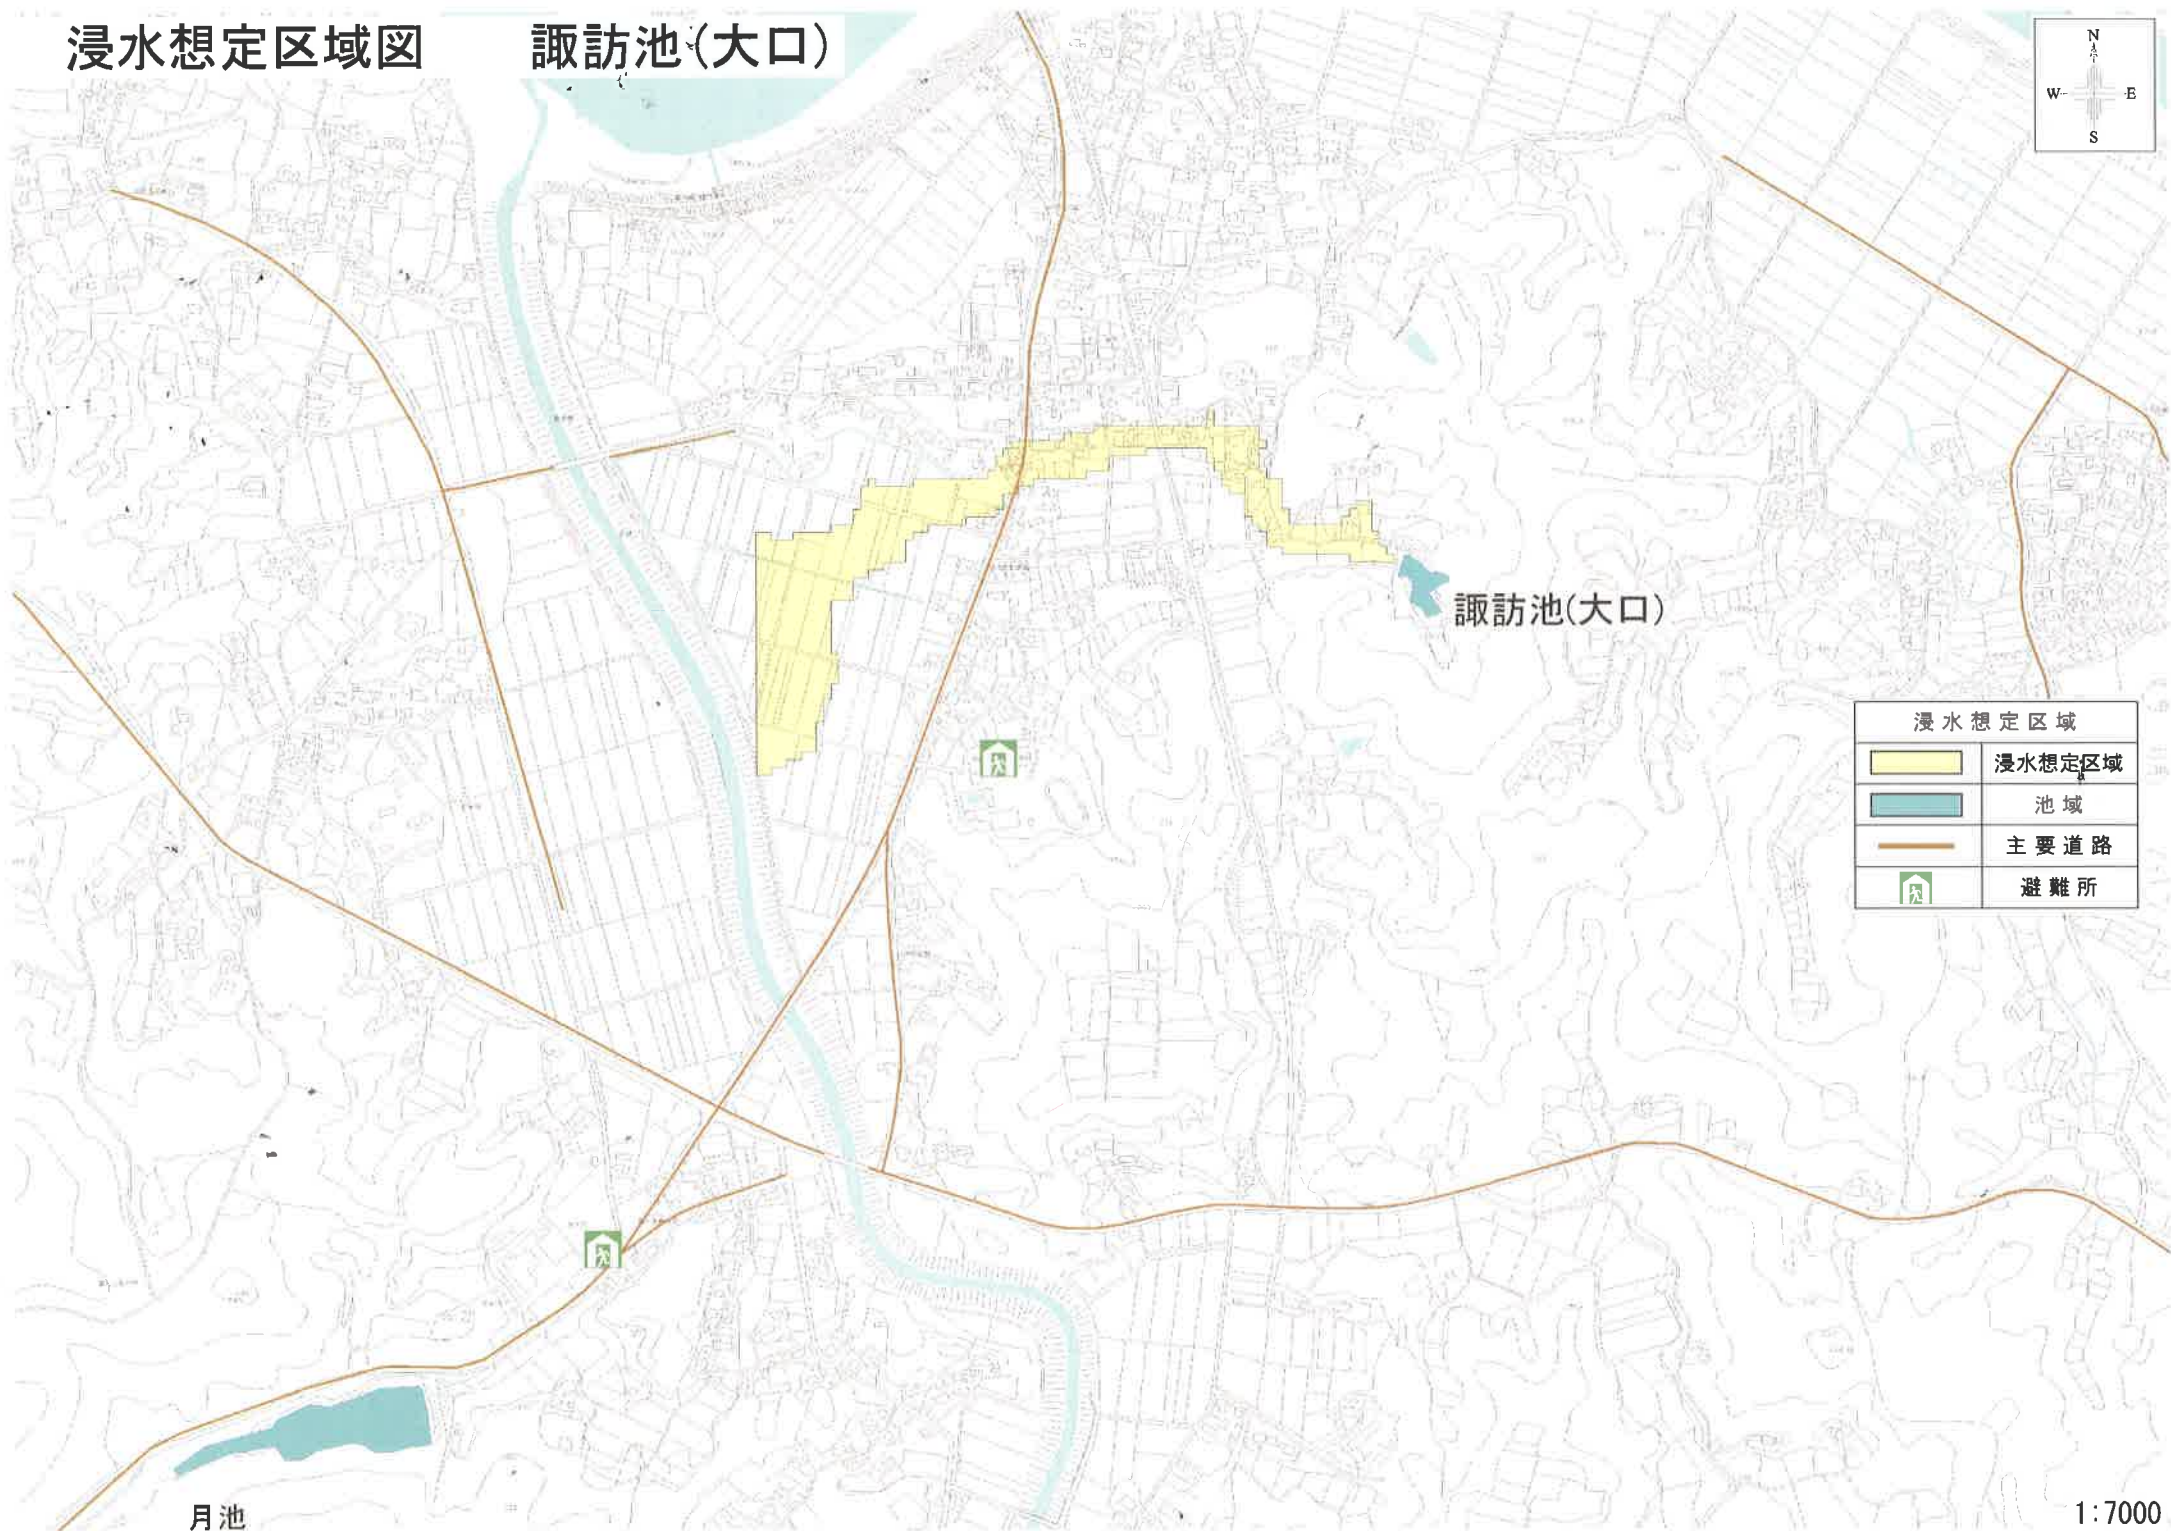 浸水想定区域図 諏訪池(大口)
N
W E
S
諏訪池(大口)
浸水想定区域
浸水想定区域
池域
主要道路
避難所
月池
1:7000